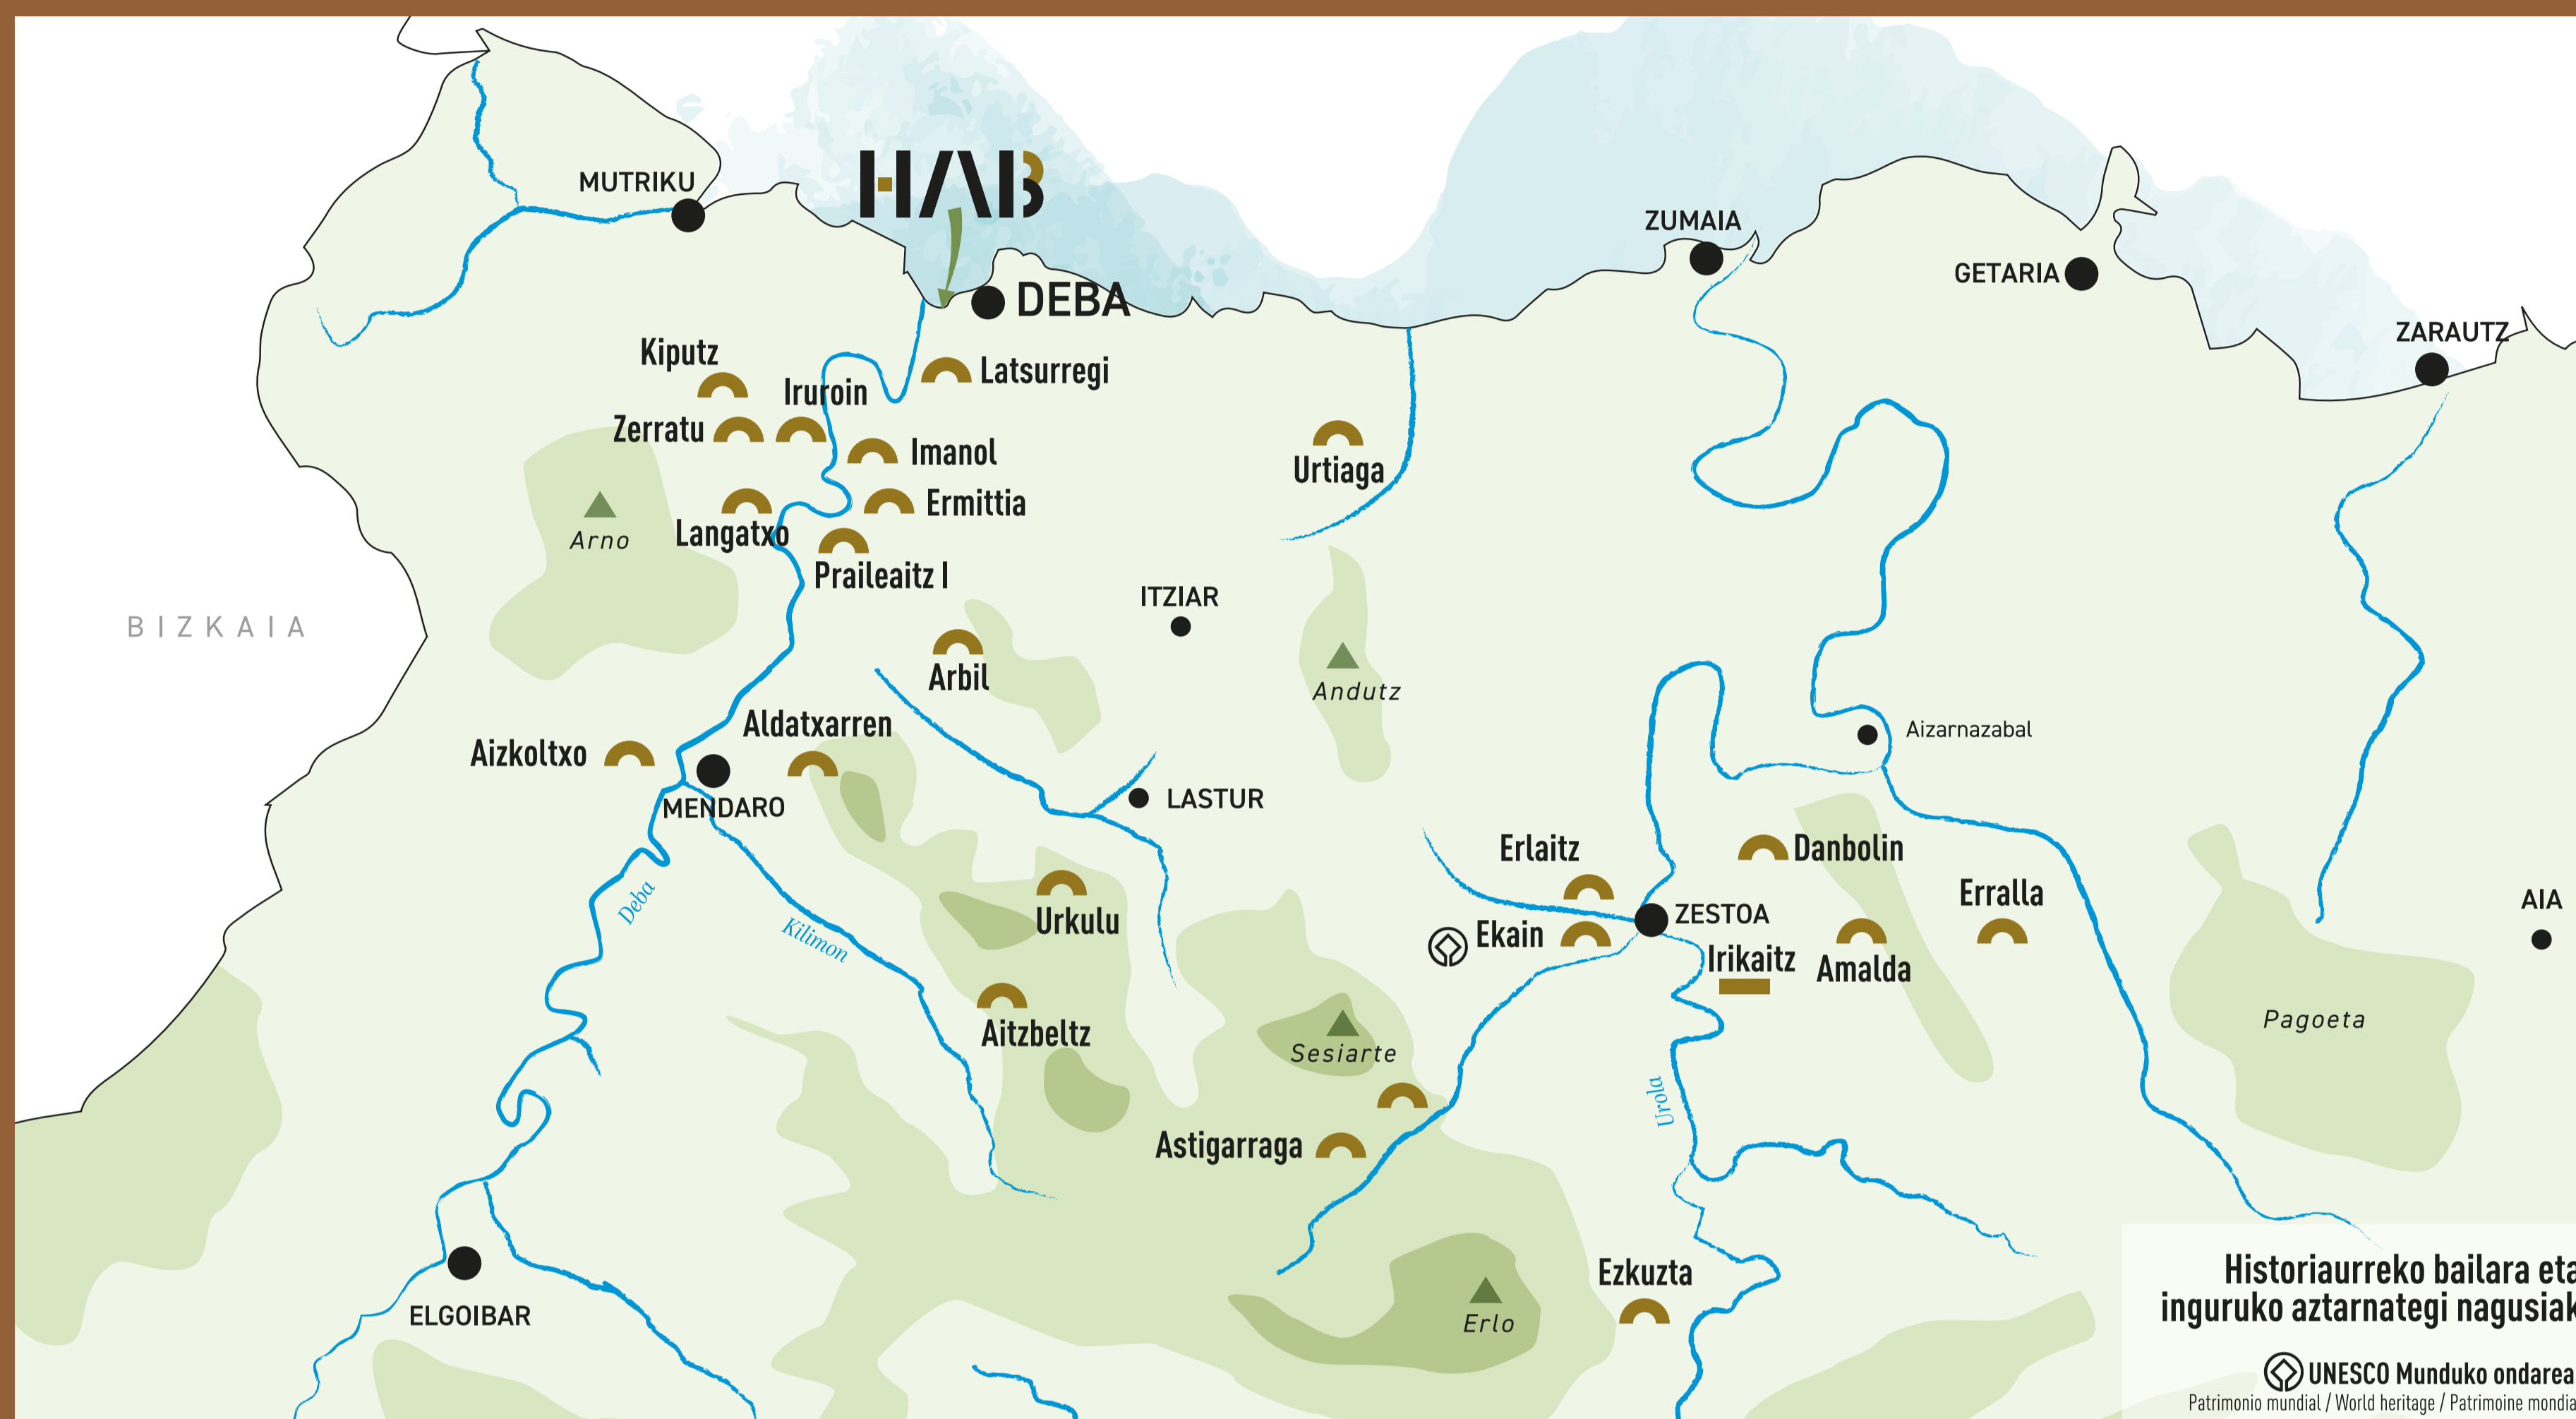 HAB
MUTRIKU
ZUMAIA
GETARIA
DEBA
ZARAUTZ
Kiputz
Latsurregi
Iruroin
Zerratu
Imanol
Urtiaga
Ermittia
Langatxo
Arno
Praileaitz I
ITZIAR
BIZKAIA
Arbil
Andutz
Aldatxarren
Aizarnazabal
Aizkoltxo
LASTUR
MENDARO
Erlaitz
Danbolin
Deba
Erralla
AIA
Urkulu
ZESTOA
Kilimon
Ekain
Irikaitz
Amalda
Aitzbeltz
Pagoeta
Sesiarte
Urola
Astigarraga
Ezkuzta
ELGOIBAR
Erlo
Historiaurreko bailara eta
inguruko aztarnategi nagusiak
UNESCO Munduko ondarea
Patrimonio mundial / World heritage / Patrimoine mondia